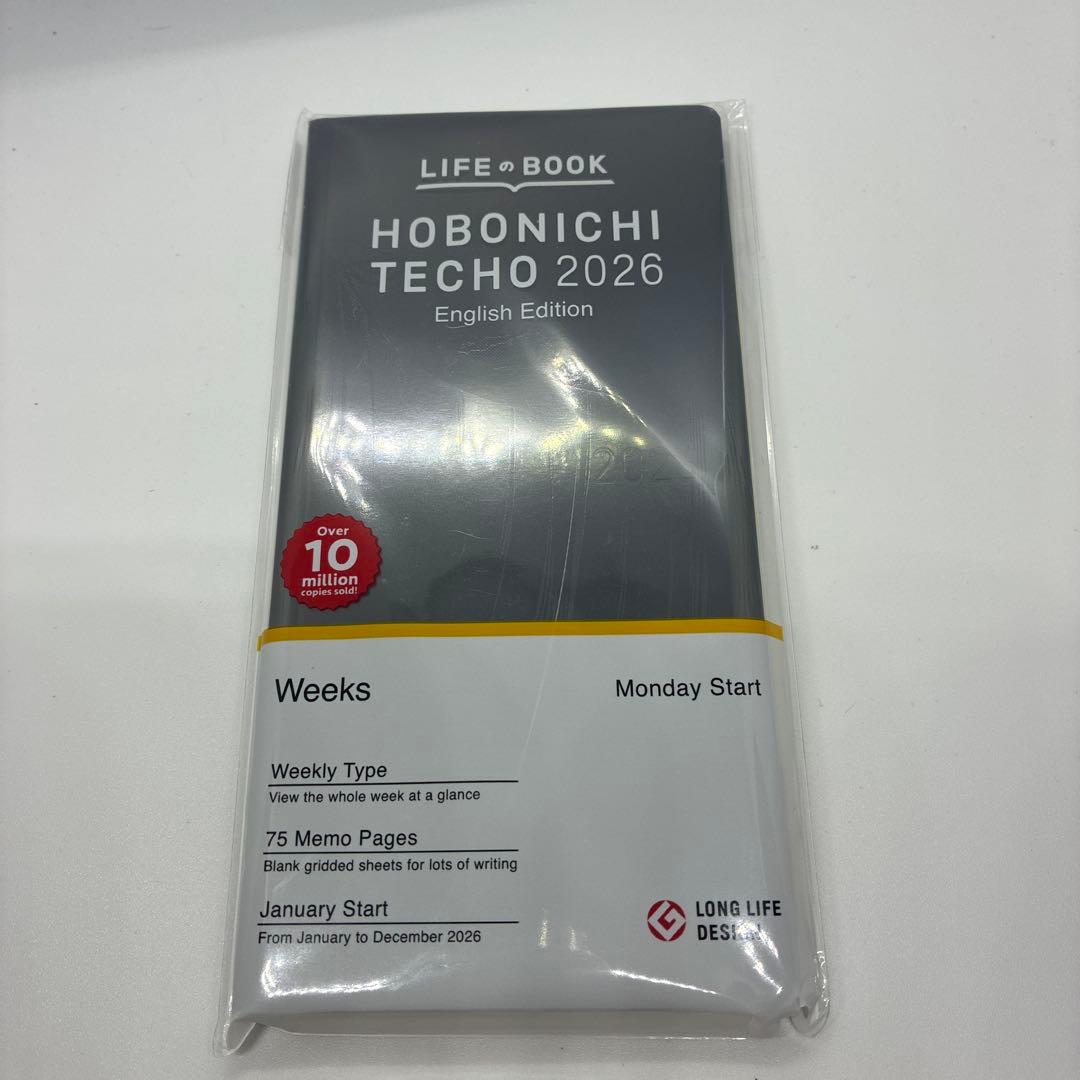 LIFEのBOOK
HOBONICHI
TECHO 2026
English Edition
Over
10
million
copies sold!
Weeks
Monday Start
Weekly Type
View the whole week at a glance
75 Memo Pages
Blank gridded sheets for lots of writing
January Start
From January to December 2026
LONG LIFE
DESIGN